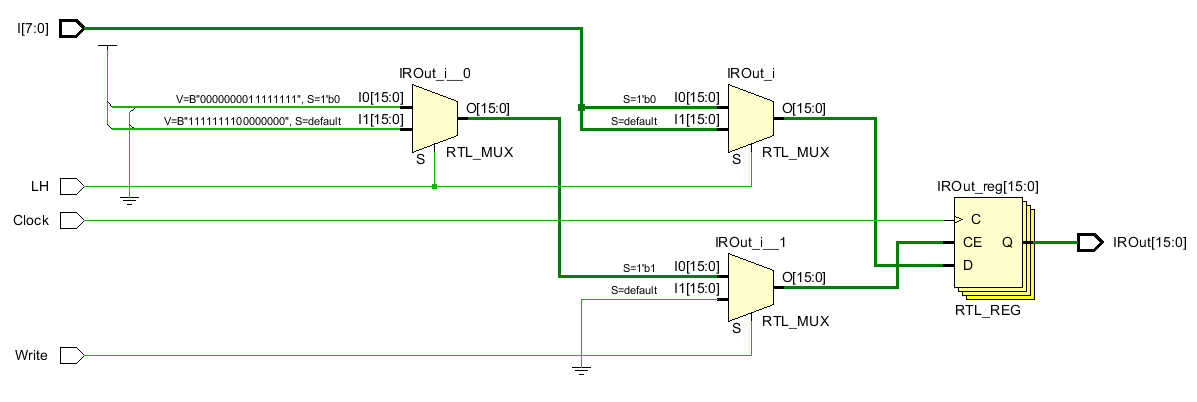 I[7:0]
IROut_i__0
IROut_i
V=B"0000000011111111", S=1'b0
I0[15:0]
O[15:0]
S=1'b0
I0[15:0]
O[15:0]
V=B"1111111100000000", S=default
I1[15:0]
S=default
I1[15:0]
S
RTL_MUX
S
RTL_MUX
LH
IROut_reg[15:0]
Clock
C
IROut_i__1
CE
Q
IROut[15:0]
S=1'b1
I0[15:0]
O[15:0]
D
S=default
I1[15:0]
RTL_REG
S
RTL_MUX
Write